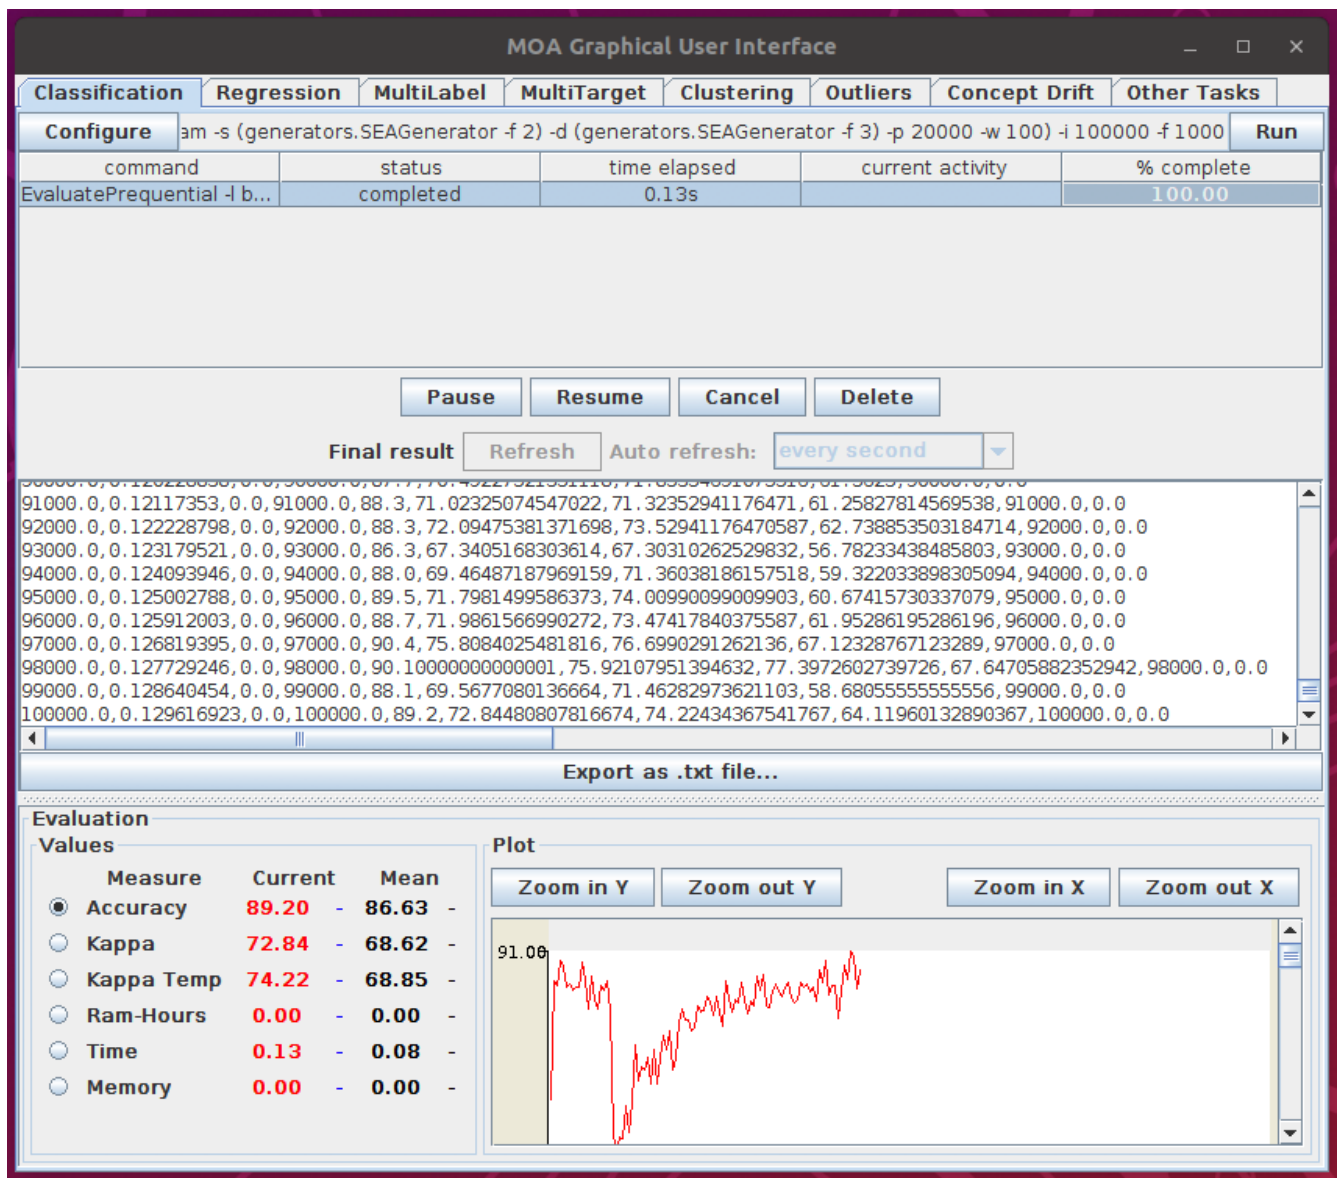 MOA Graphical User Interface
Classification Regression MultiLabel MultiTarget Clustering Outliers Concept Drift Other Tasks
Configure am -s (generators.SEAGenerator -f 2) -d (generators.SEAGenerator -f 3) -p 20000 -w 100) -i 100000 -f 1000 Run
command status time elapsed current activity % complete
EvaluatePrequential -l b... completed 0.13s 100.00
Pause Resume Cancel Delete
Final result Refresh Auto refresh: every second
91000.0,0.12117353,0.0,91000.0,88.3,71.02325074547022,71.32352941176471,61.25827814569538,91000.0,0.0
92000.0,0.122228798,0.0,92000.0,88.3,72.09475381371698,73.52941176470587,62.738853503184714,92000.0,0.0
93000.0,0.123179521,0.0,93000.0,86.3,67.3405168303614,67.30310262529832,56.78233438485803,93000.0,0.0
94000.0,0.124093946,0.0,94000.0,88.0,69.46487187969159,71.36038186157518,59.322033898305094,94000.0,0.0
95000.0,0.125002788,0.0,95000.0,89.5,71.7981499586373,74.00990099009903,60.67415730337079,95000.0,0.0
96000.0,0.125912003,0.0,96000.0,88.7,71.9861566990272,73.47417840375587,61.95286195286196,96000.0,0.0
97000.0,0.126819395,0.0,97000.0,90.4,75.8084025481816,76.6990291262136,67.12328767123289,97000.0,0.0
98000.0,0.127729246,0.0,98000.0,90.10000000000001,75.92107951394632,77.3972602739726,67.64705882352942,98000.0,0.0
99000.0,0.128640454,0.0,99000.0,88.1,69.5677080136664,71.46282973621103,58.68055555555556,99000.0,0.0
100000.0,0.129616923,0.0,100000.0,89.2,72.84480807816674,74.22434367541767,64.11960132890367,100000.0,0.0
Export as .txt file...
Evaluation
Values
Measure Current Mean
Accuracy 89.20 - 86.63 -
Kappa 72.84 - 68.62 -
Kappa Temp 74.22 - 68.85 -
Ram-Hours 0.00 - 0.00 -
Time 0.13 - 0.08 -
Memory 0.00 - 0.00 -
Plot
Zoom in Y Zoom out Y Zoom in X Zoom out X
91.00